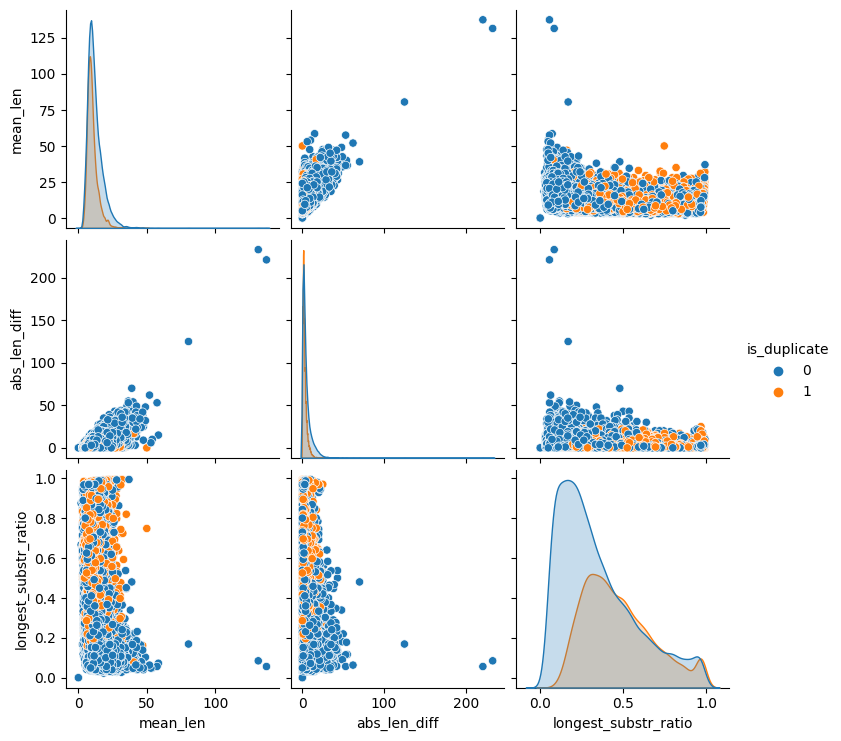 mean_len
125
100
75
50
25
0
abs_len_diff
200
150
100
50
0
is_duplicate
0
1
longest_substr_ratio
1.0
0.8
0.6
0.4
0.2
0.0
0 50 100
mean_len
0 100 200
abs_len_diff
0.0 0.5 1.0
longest_substr_ratio